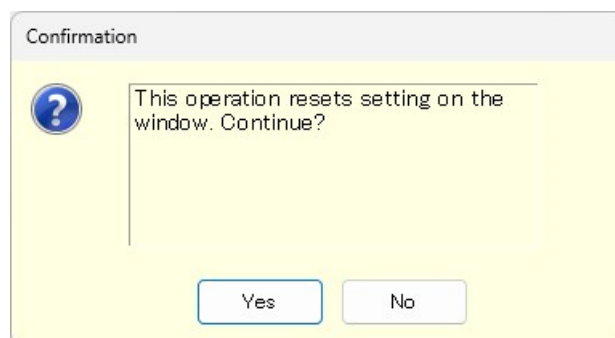 Confirmation
This operation resets setting on the
window. Continue?
Yes
No